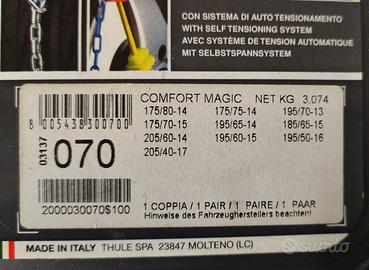 CON SISTEMA DI AUTO TENSIONAMENTO
WITH SELF TENSIONING SYSTEM
AVEC SYSTÈME DE TENSION AUTOMATIQUE
MIT SELBSTSPANNSYSTEM
COMFORT MAGIC NET KG 3,074
175/80-14 175/75-14 195/70-13
175/70-15 195/65-14 185/65-15
205/60-14 195/60-15 195/50-16
205/40-17
8 005438 300700
03137
070
2000030070$100
1 COPPIA / 1 PAIR / 1 PAIRE / 1 PAAR
Hinweise des Fahrzeugherstellers beachten!
MADE IN ITALY THULE SPA 23847 MOLTENO (LC)
subito